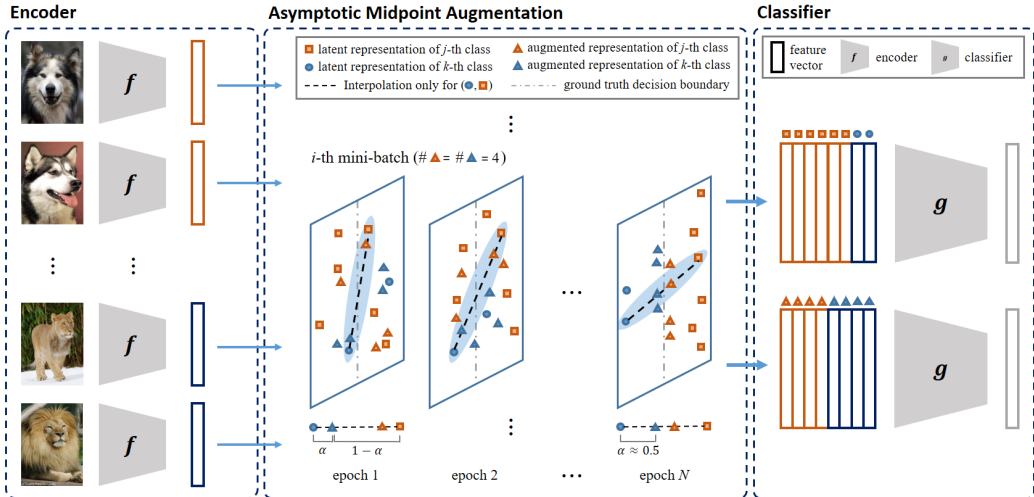 Encoder
Asymptotic Midpoint Augmentation
Classifier
latent representation of j-th class
augmented representation of j-th class
latent representation of k-th class
augmented representation of k-th class
Interpolation only for ( , )
ground truth decision boundary
feature vector
f encoder
g classifier
f
f
f
f
⋮
i-th mini-batch (# = # = 4)
⋮
⋮
⋮
...
⋮
α
1 − α
α ≈ 0.5
epoch 1
epoch 2
...
epoch N
g
g